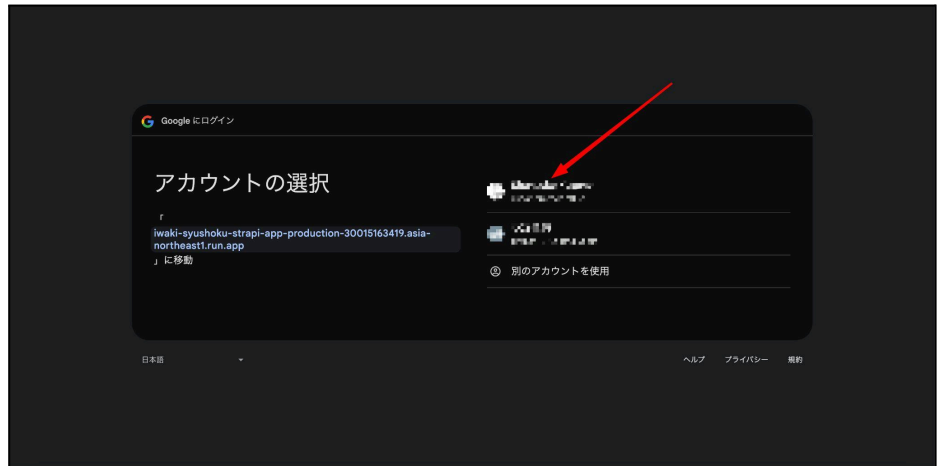 Google にログイン
アカウントの選択
「
iwaki-syushoku-strapi-app-production-30015163419.asia-
northeast1.run.app
」に移動
別のアカウントを使用
日本語
ヘルプ
プライバシー
規約